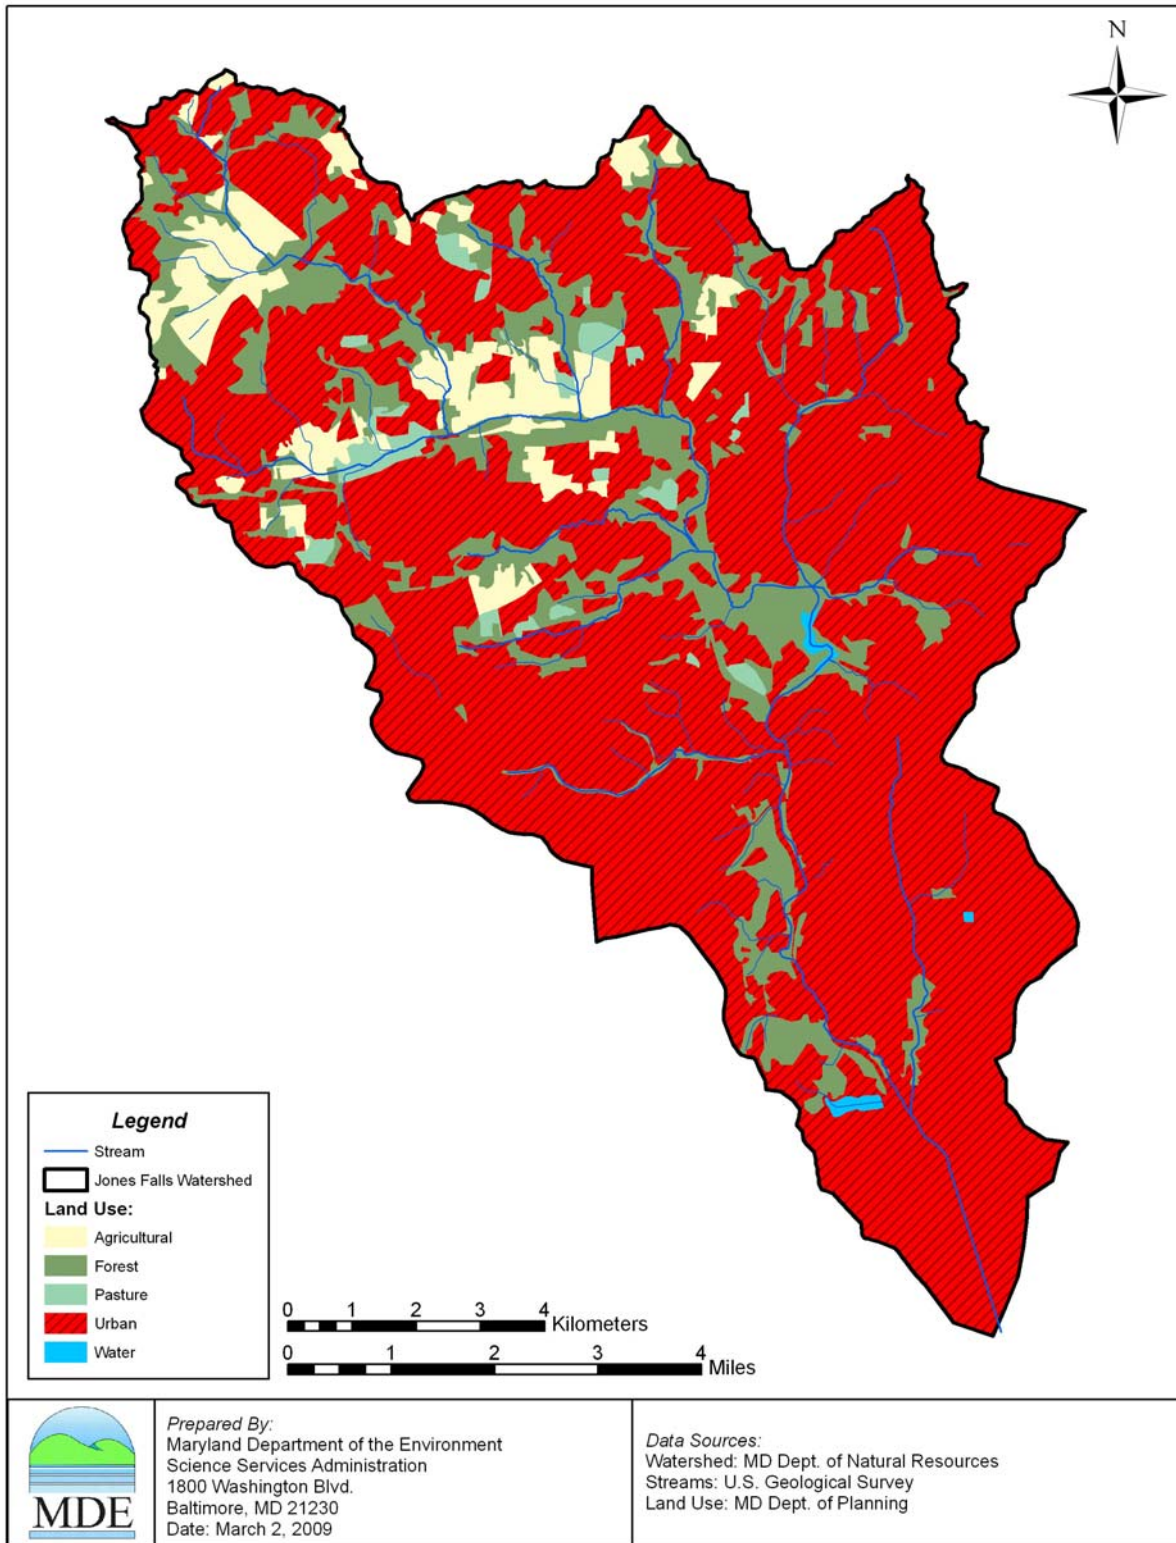 N
Legend
Stream
Jones Falls Watershed
Land Use:
Agricultural
Forest
Pasture
Urban
Water
0 1 2 3 4
Kilometers
0 1 2 3 4
Miles
MDE
Prepared By:
Maryland Department of the Environment
Science Services Administration
1800 Washington Blvd.
Baltimore, MD 21230
Date: March 2, 2009
Data Sources:
Watershed: MD Dept. of Natural Resources
Streams: U.S. Geological Survey
Land Use: MD Dept. of Planning